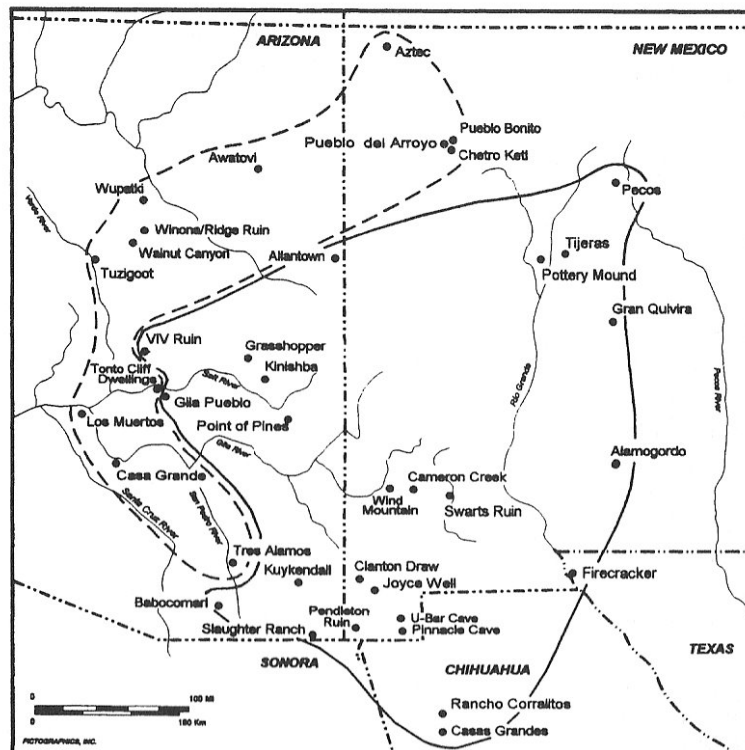 ARIZONA
NEW MEXICO
Aztec
Pueblo Bonito
Pueblo del Arroyo
Chetro Ketl
Awatovi
Pecos
Wupatki
Verde River
Winona/Ridge Ruin
Walnut Canyon
Tuzigoot
Allantown
Tijeras
Pottery Mound
Gran Quivira
VIV Ruin
Grasshopper
Kinishba
Tonto Cliff
Dwellings
Salt River
Gila Pueblo
Rio Grande
Pecos River
Los Muertos
Point of Pines
Gila River
Casa Grande
Alamogordo
Cameron Creek
Wind
Mountain
Swarts Ruin
Santa Cruz River
San Pedro River
Tres Alamos
Kuykendall
Clanton Draw
Joyce Well
Firecracker
Babocomari
Pendleton
Ruin
U-Bar Cave
Pinnacle Cave
Slaughter Ranch
SONORA
CHIHUAHUA
TEXAS
Rancho Corralitos
Casas Grandes
0
100 MI
0
160 Km
PICTOGRAPHICS, INC.